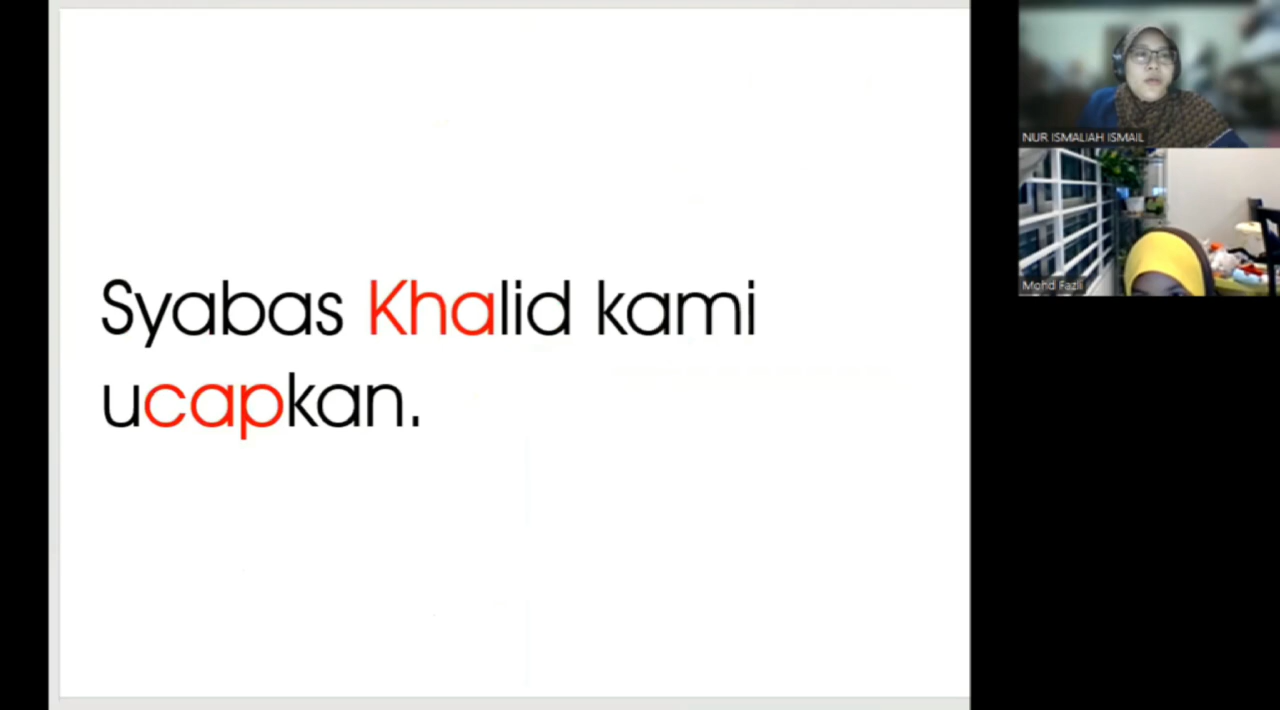 Syabas Khalid kami
ucapkan.
NUR ISMALIAH ISMAIL
Mohd Fazli